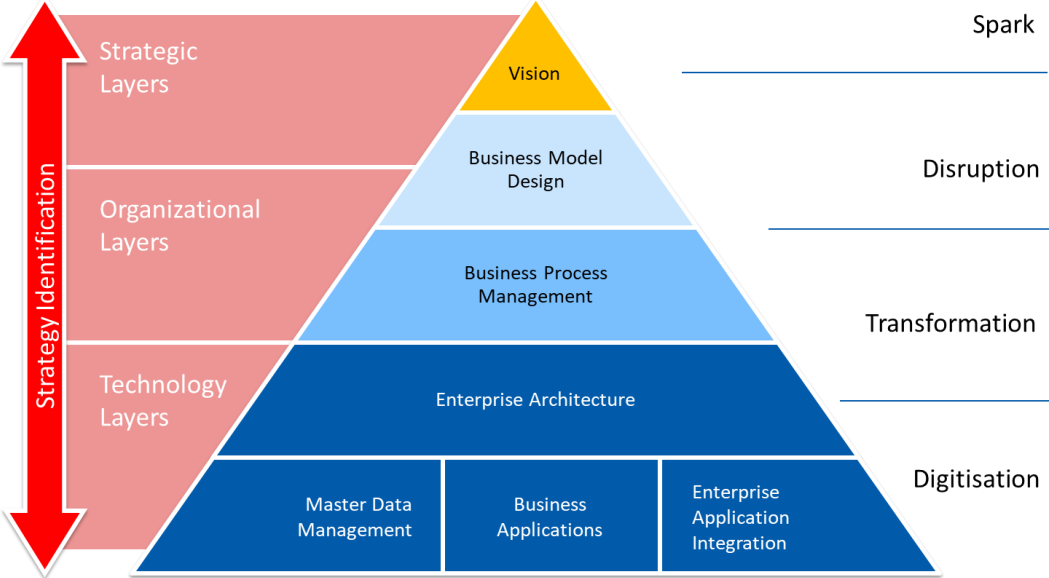 Strategy Identification
Strategic
Layers
Organizational
Layers
Technology
Layers
Vision
Business Model
Design
Business Process
Management
Enterprise Architecture
Master Data
Management
Business
Applications
Enterprise
Application
Integration
Spark
Disruption
Transformation
Digitisation